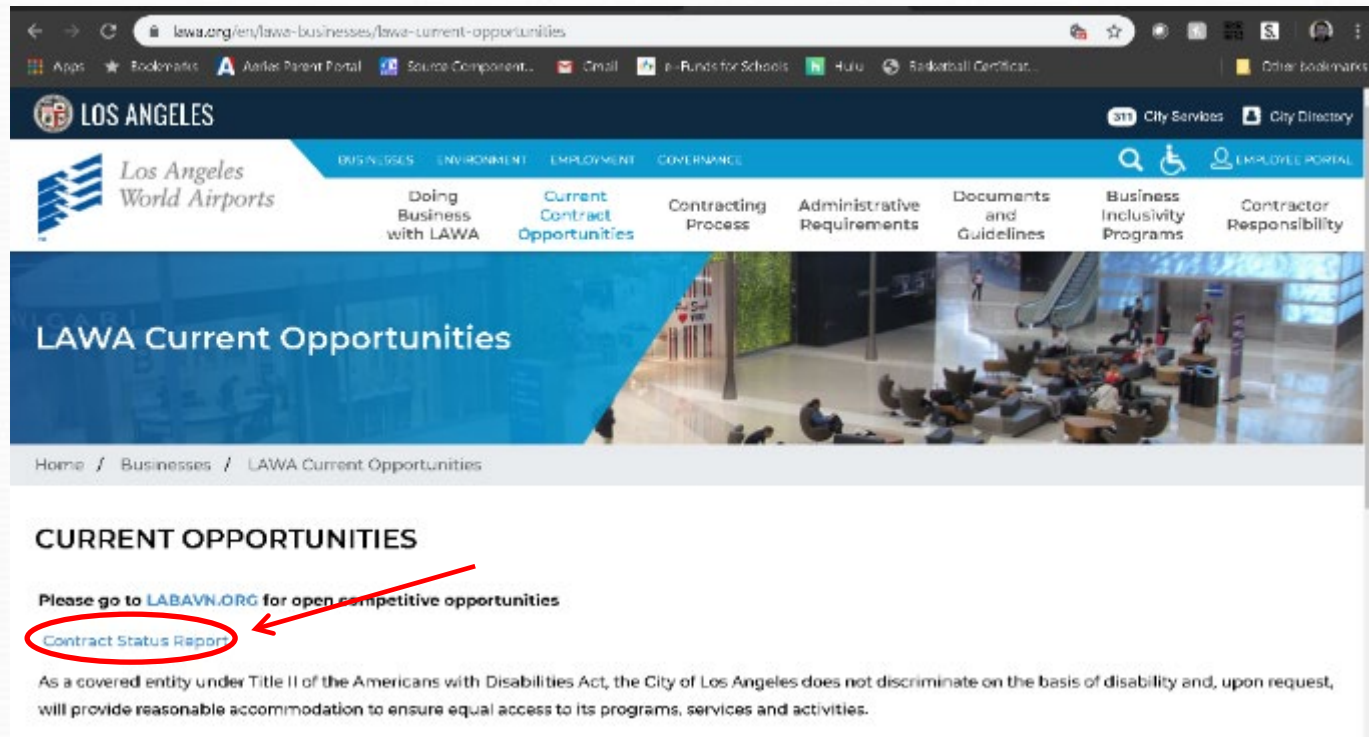 lawa.org/en/lawa-businesses/lawa-current-opportunities
Apps Bookmarks Aeries Parent Portal Source Component... Gmail e-Funds for Schools Hulu Basketball Certificat... Other bookmarks
LOS ANGELES
311 City Services City Directory
Los Angeles
World Airports
BUSINESSES ENVIRONMENT EMPLOYMENT GOVERNANCE
EMPLOYEE PORTAL
Doing
Business
with LAWA
Current
Contract
Opportunities
Contracting
Process
Administrative
Requirements
Documents
and
Guidelines
Business
Inclusivity
Programs
Contractor
Responsibility
LAWA Current Opportunities
Home / Businesses / LAWA Current Opportunities
CURRENT OPPORTUNITIES
Please go to LABAVN.ORG for open competitive opportunities
Contract Status Report
As a covered entity under Title II of the Americans with Disabilities Act, the City of Los Angeles does not discriminate on the basis of disability and, upon request,
will provide reasonable accommodation to ensure equal access to its programs, services and activities.